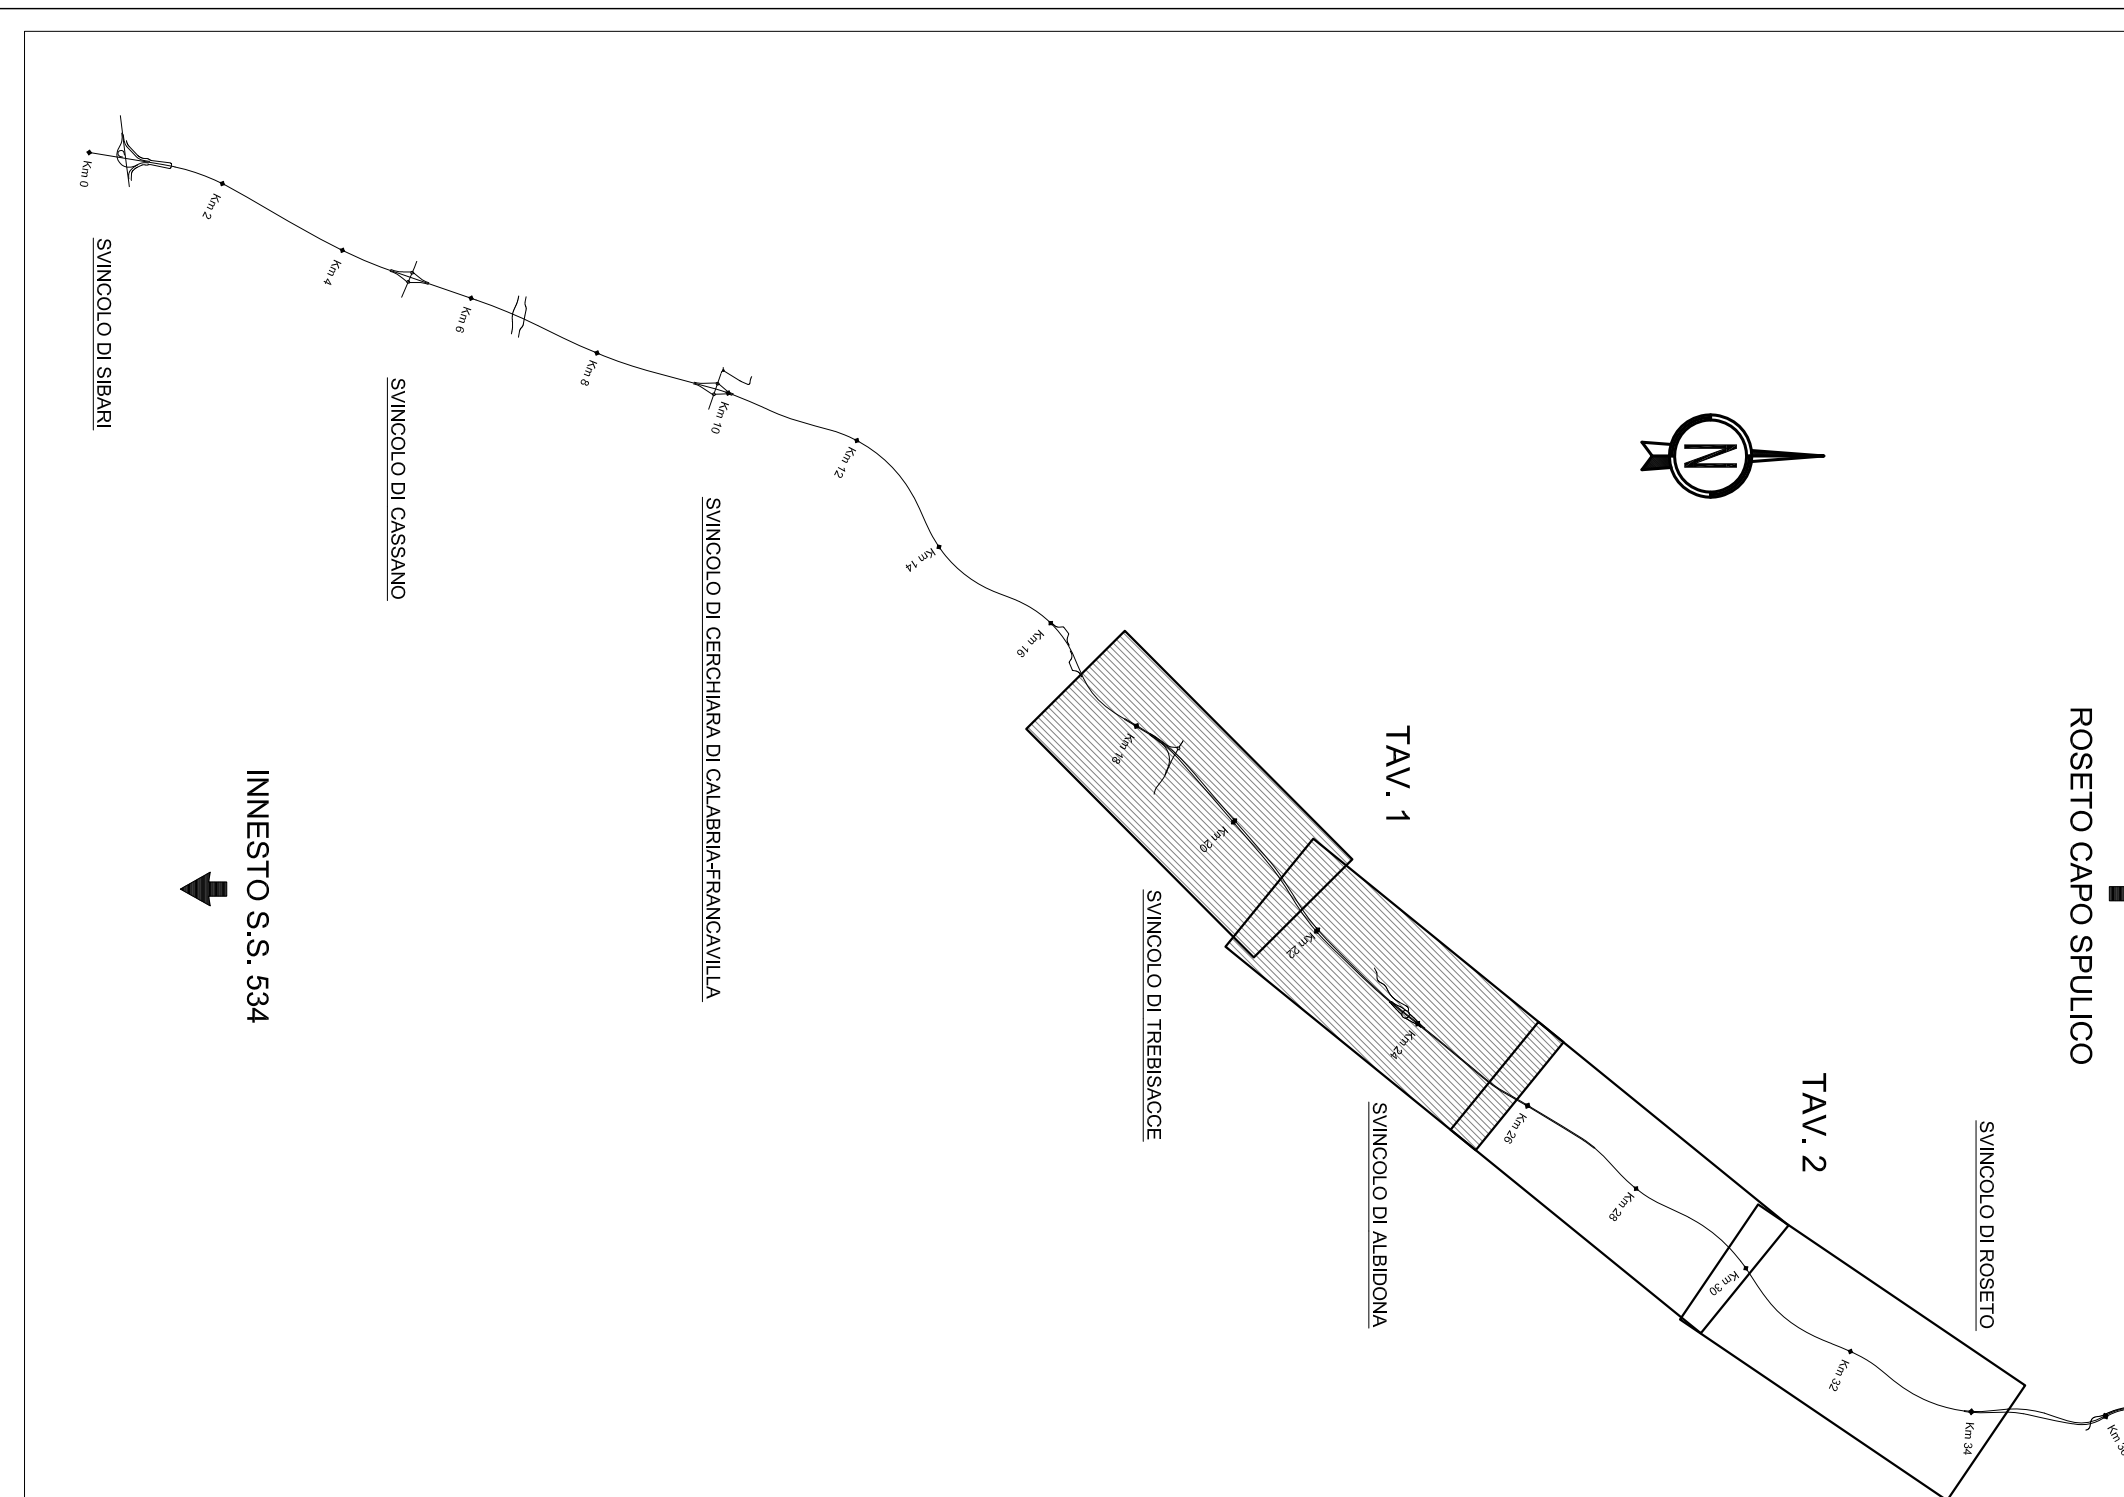 Km 0
Km 2
Km 4
Km 6
Km 8
Km 10
Km 12
Km 14
Km 16
Km 18
Km 20
Km 22
Km 24
Km 26
Km 28
Km 30
Km 32
Km 34
Km
SVINCOLO DI SIBARI
SVINCOLO DI CASSANO
SVINCOLO DI CERCHIARA DI CALABRIA-FRANCAVILLA
SVINCOLO DI TREBISACCE
SVINCOLO DI ALBIDONA
SVINCOLO DI ROSETO
INNESTO S.S. 534
TAV. 1
TAV. 2
ROSETO CAPO SPULICO
N